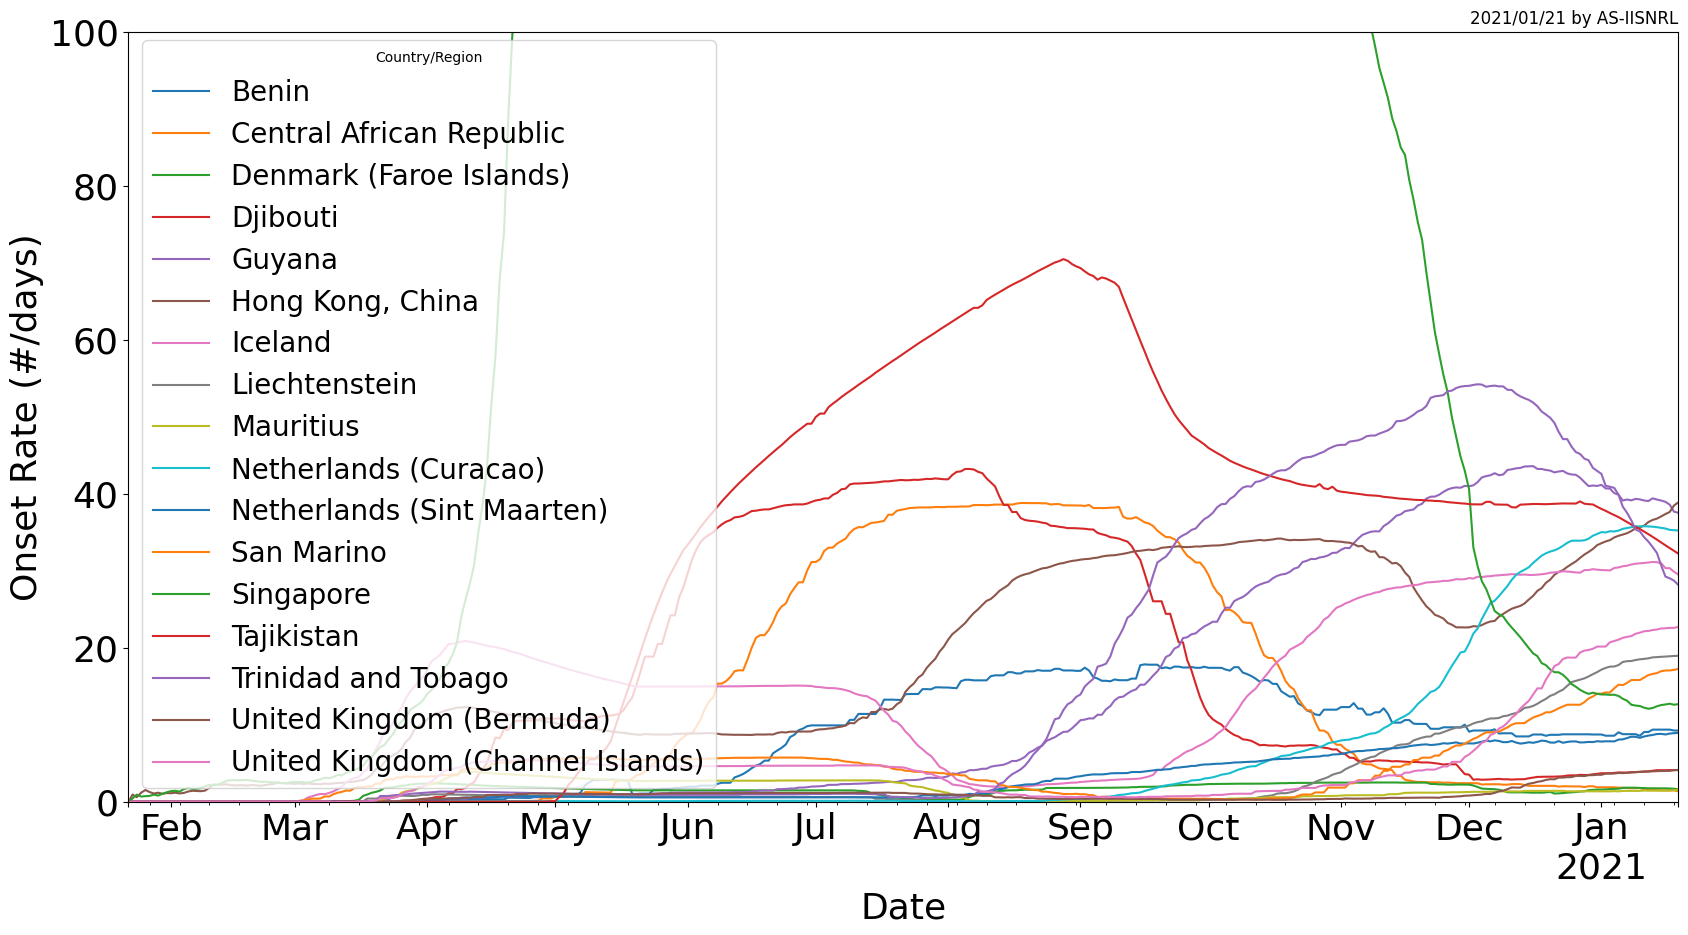 2021/01/21 by AS-IISNRL
100
80
60
40
20
0
Onset Rate (#/days)
Country/Region
Benin
Central African Republic
Denmark (Faroe Islands)
Djibouti
Guyana
Hong Kong, China
Iceland
Liechtenstein
Mauritius
Netherlands (Curacao)
Netherlands (Sint Maarten)
San Marino
Singapore
Tajikistan
Trinidad and Tobago
United Kingdom (Bermuda)
United Kingdom (Channel Islands)
Feb Mar Apr May Jun Jul Aug Sep Oct Nov Dec Jan
2021
Date